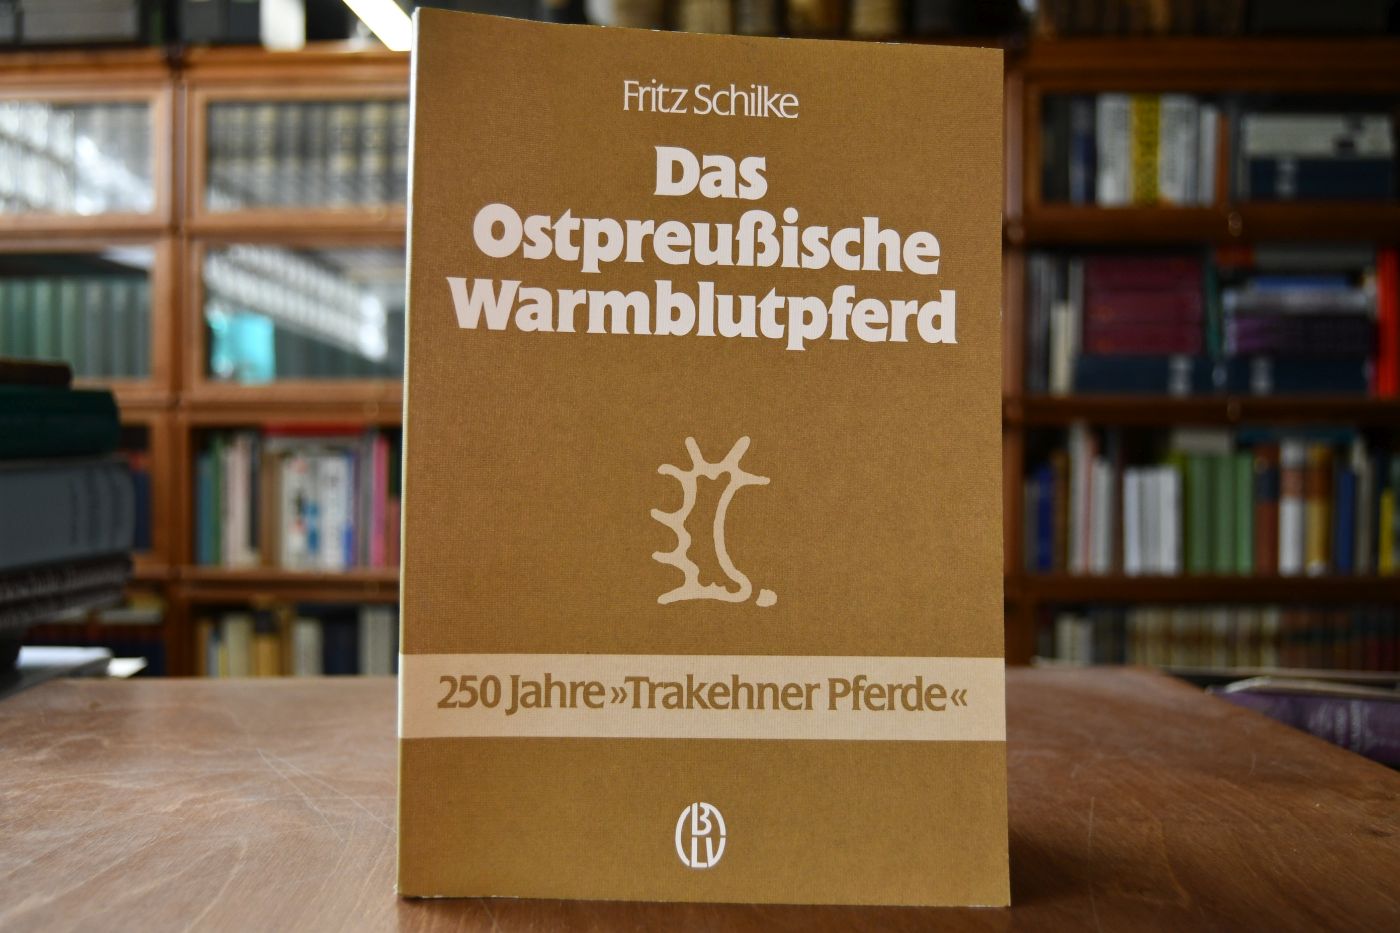 Fritz Schilke
Das
Ostpreußische
Warmblutpferd
250 Jahre »Trakehner Pferde«
BLV